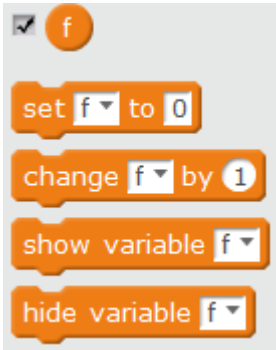 f
set f to 0
change f by 1
show variable f
hide variable f